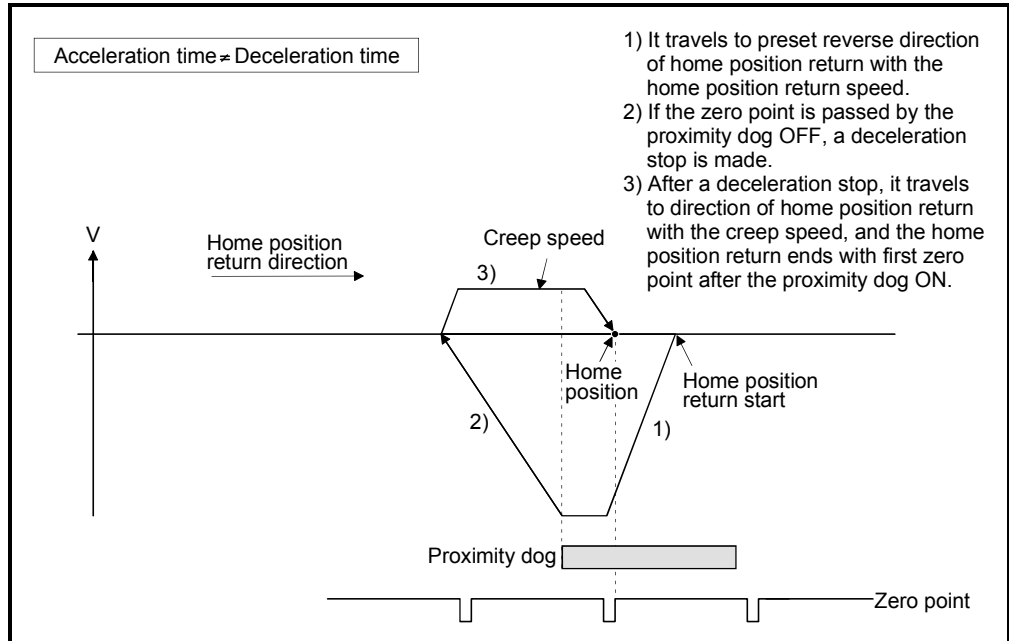 Acceleration time ≠ Deceleration time
1) It travels to preset reverse direction
of home position return with the
home position return speed.
2) If the zero point is passed by the
proximity dog OFF, a deceleration
stop is made.
3) After a deceleration stop, it travels
to direction of home position return
with the creep speed, and the home
position return ends with first zero
point after the proximity dog ON.
V
Home position
return direction
Creep speed
3)
Home
position
Home position
return start
2)
1)
Proximity dog
Zero point